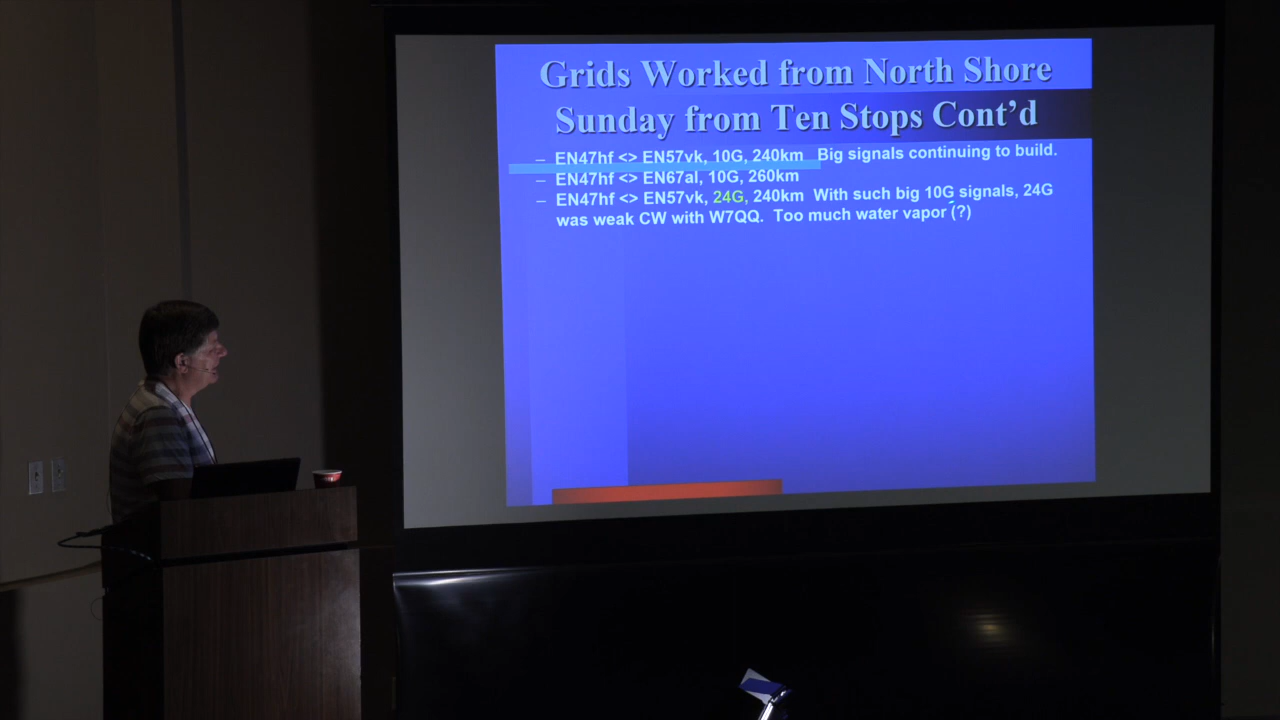 Grids Worked from North Shore
Sunday from Ten Stops Cont'd
– EN47hf <> EN57vk, 10G, 240km Big signals continuing to build.
– EN47hf <> EN67al, 10G, 260km
– EN47hf <> EN57vk, 24G, 240km With such big 10G signals, 24G
was weak CW with W7QQ. Too much water vapor (?)